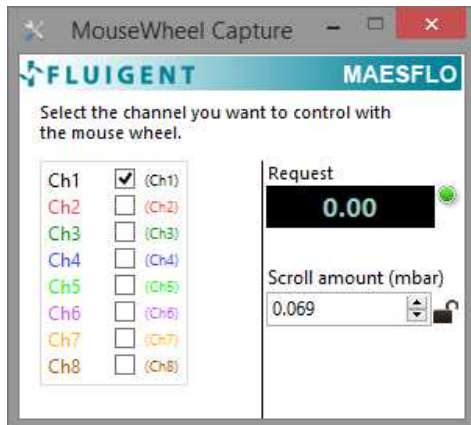 MouseWheel Capture
FLUIGENT MAESFLO
Select the channel you want to control with
the mouse wheel.
Ch1 (Ch1)
Ch2 (Ch2)
Ch3 (Ch3)
Ch4 (Ch4)
Ch5 (Ch5)
Ch6 (Ch6)
Ch7 (Ch7)
Ch8 (Ch8)
Request
0.00
Scroll amount (mbar)
0.069